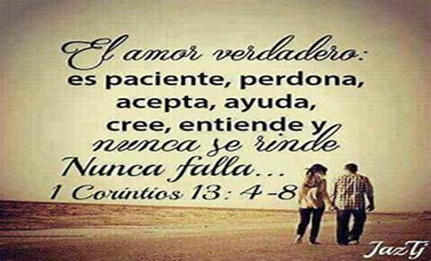 El amor verdadero:
es paciente, perdona,
acepta, ayuda,
cree, entiende y
nunca se rinde
Nunca falla...
1 Corintios 13: 4-8
JazTj